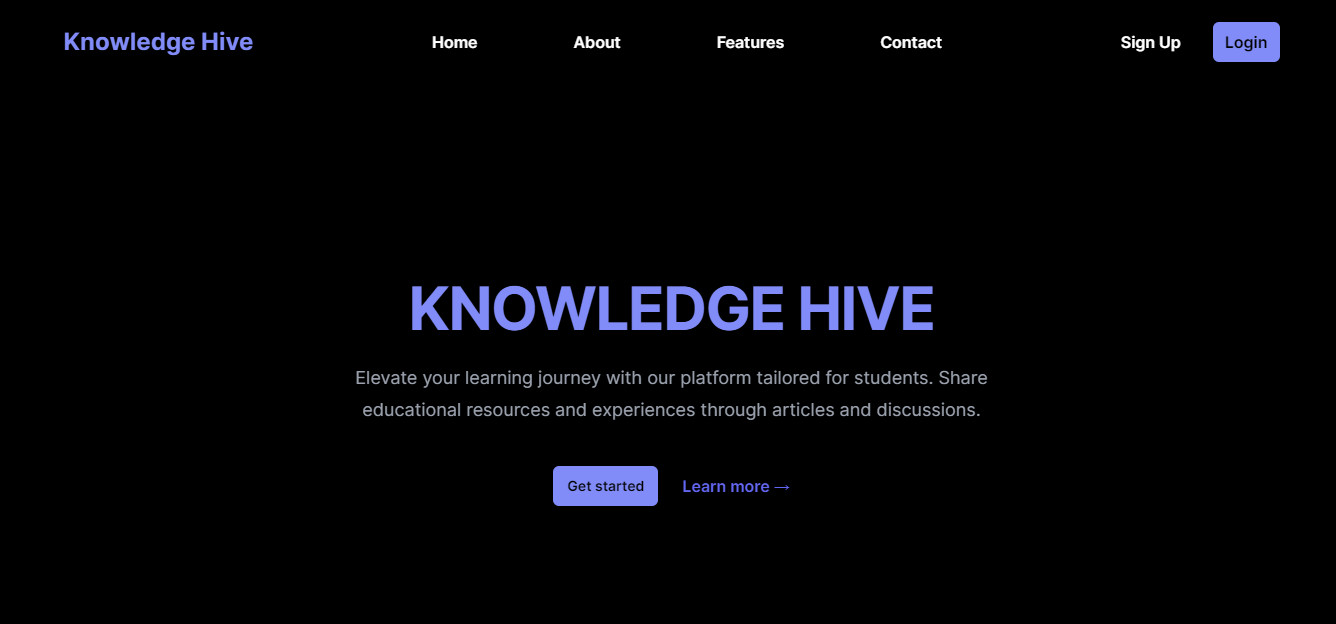 Knowledge Hive Home About Features Contact Sign Up Login
KNOWLEDGE HIVE
Elevate your learning journey with our platform tailored for students. Share
educational resources and experiences through articles and discussions.
Get started Learn more →